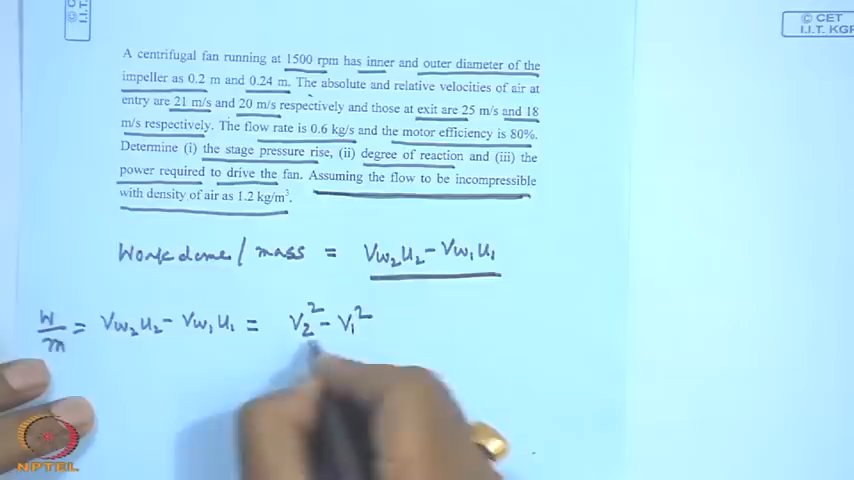 © CET
I.I.T. KGP
A centrifugal fan running at 1500 rpm has inner and outer diameter of the
impeller as 0.2 m and 0.24 m. The absolute and relative velocities of air at
entry are 21 m/s and 20 m/s respectively and those at exit are 25 m/s and 18
m/s respectively. The flow rate is 0.6 kg/s and the motor efficiency is 80%.
Determine (i) the stage pressure rise, (ii) degree of reaction and (iii) the
power required to drive the fan. Assuming the flow to be incompressible
with density of air as 1.2 kg/m³.
Workdone / mass = Vw₂U₂ - Vw₁U₁
W/m = Vw₂U₂ - Vw₁U₁ = V₂² - V₁²
NPTEL